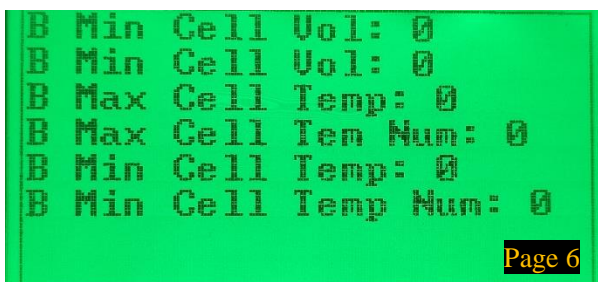 B Min Cell Vol: 0
B Min Cell Vol: 0
B Max Cell Temp: 0
B Max Cell Tem Num: 0
B Min Cell Temp: 0
B Min Cell Temp Num: 0
Page 6